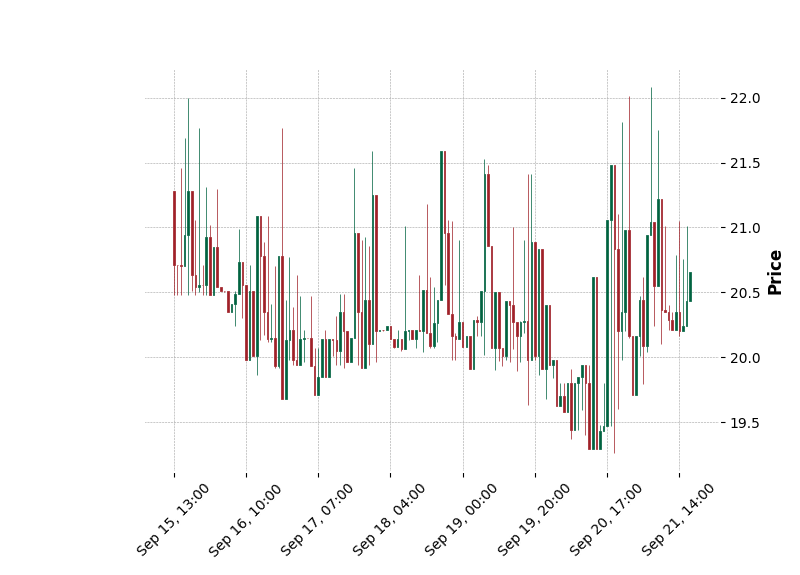 22.0
21.5
21.0
20.5
20.0
19.5
Price
Sep 15, 13:00
Sep 16, 10:00
Sep 17, 07:00
Sep 18, 04:00
Sep 19, 00:00
Sep 19, 20:00
Sep 20, 17:00
Sep 21, 14:00